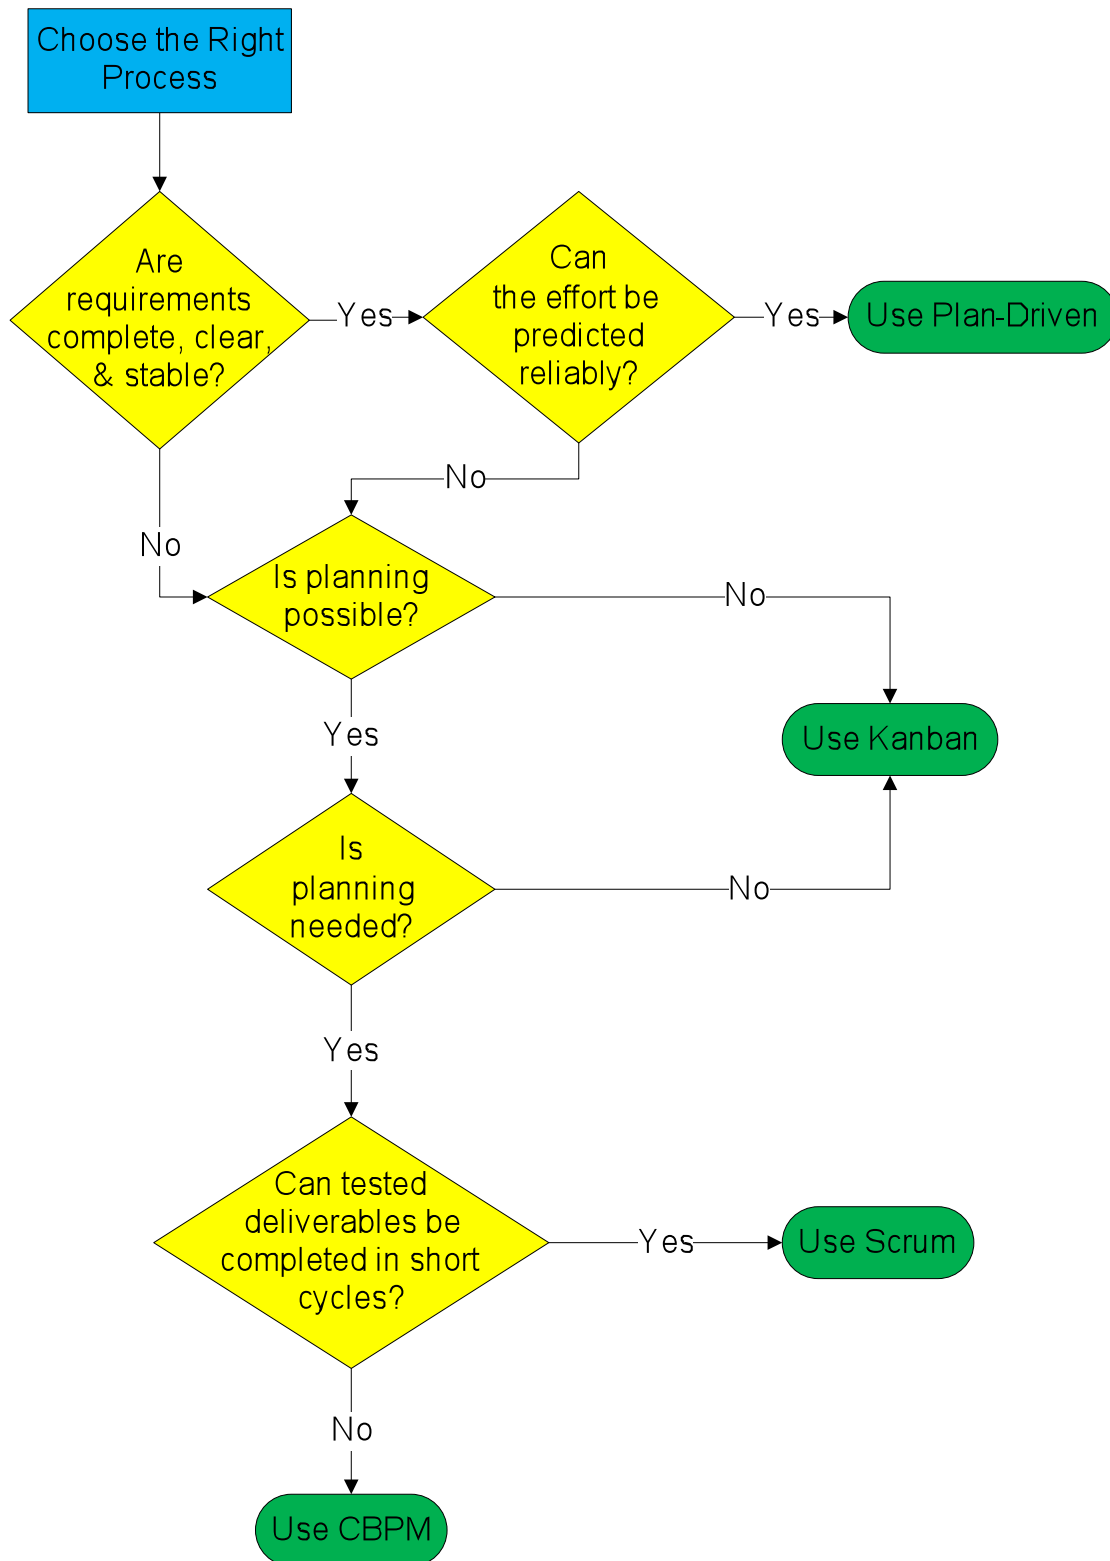 Choose the Right
Process
Are
requirements
complete, clear,
& stable?
Yes
Can
the effort be
predicted
reliably?
Yes
Use Plan-Driven
No
No
Is planning
possible?
No
Yes
Use Kanban
Is
planning
needed?
No
Yes
Can tested
deliverables be
completed in short
cycles?
Yes
Use Scrum
No
Use CBPM